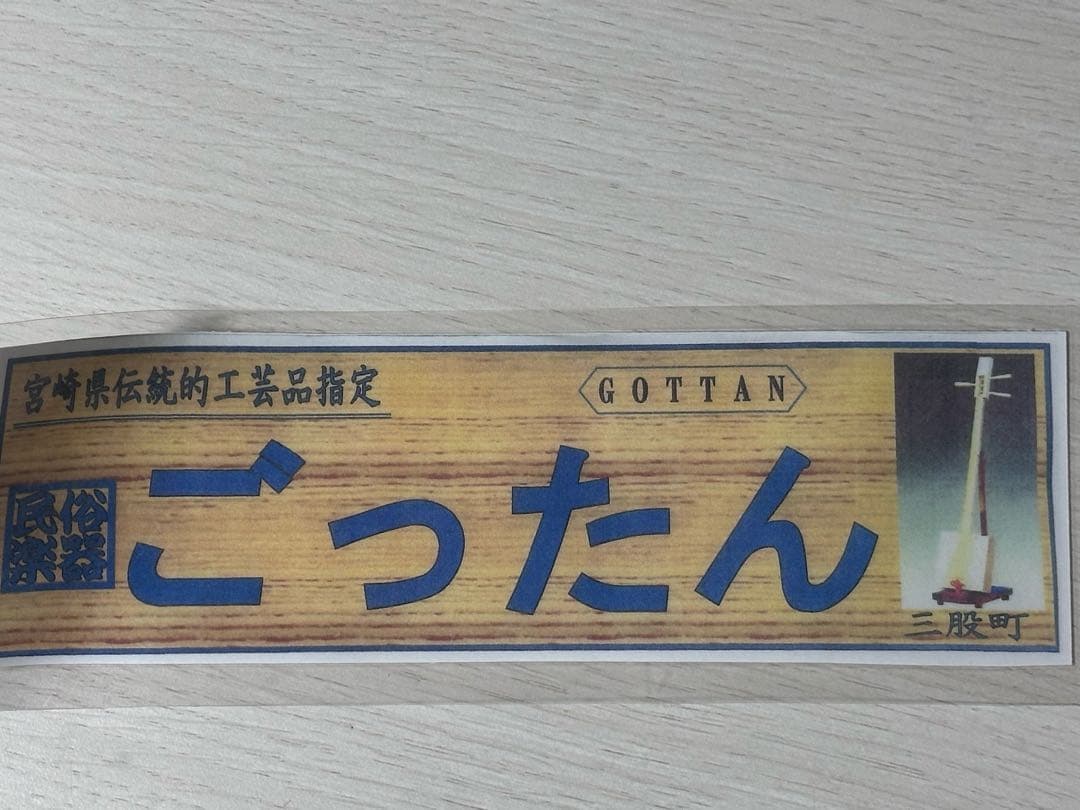 宮崎県伝統的工芸品指定
GOTTAN
民俗
楽器
ごったん
三股町